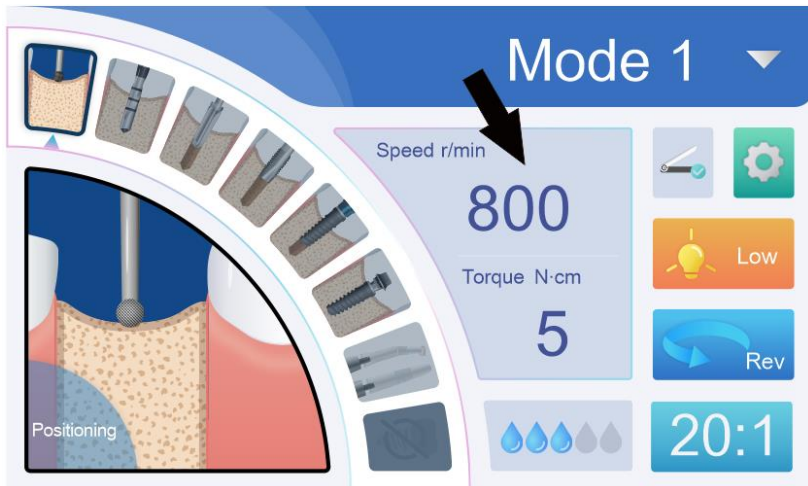 Mode 1
Speed r/min
800
Torque N·cm
5
Low
Rev
Positioning
20:1